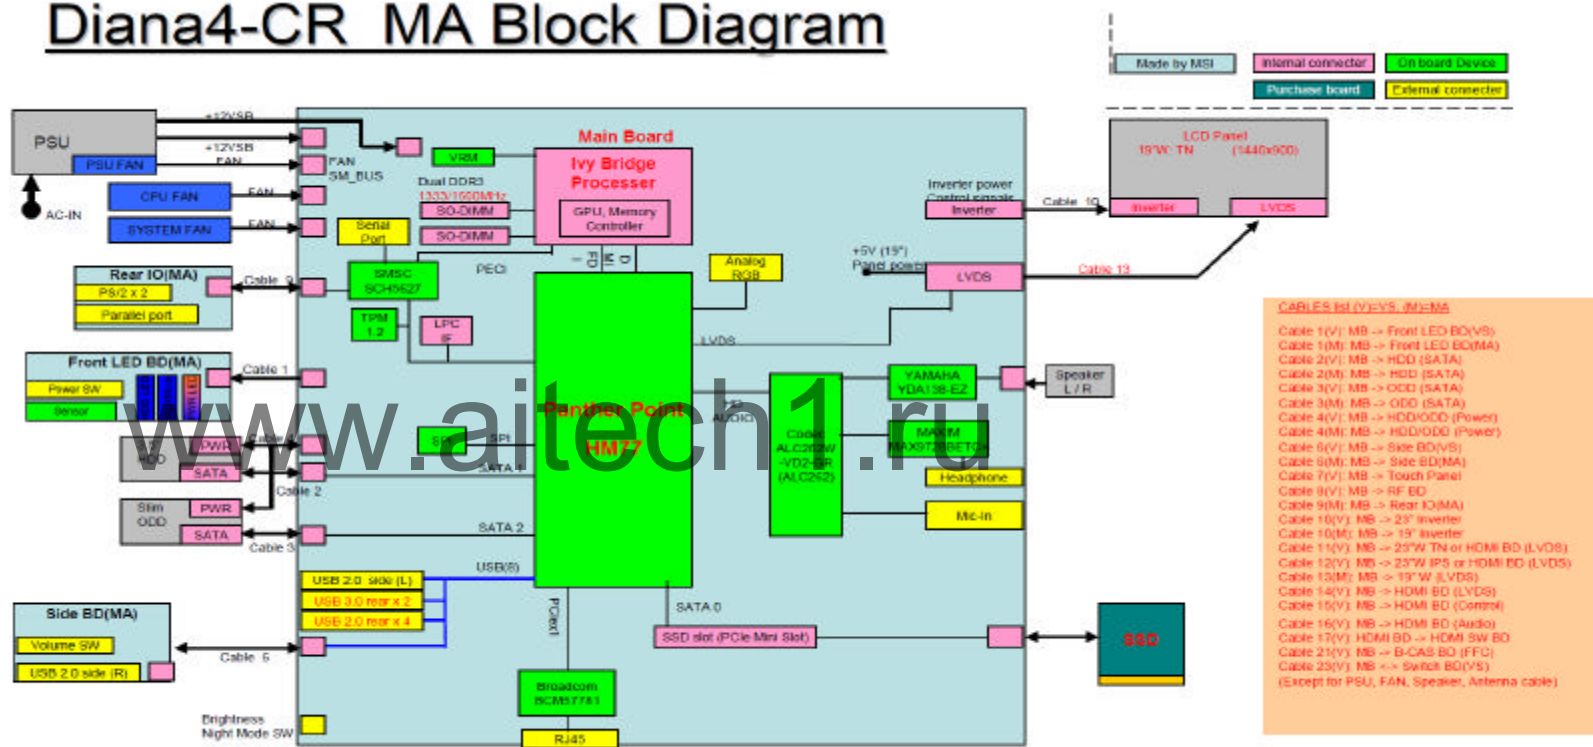 Diana4-CR MA Block Diagram
Made by MSI
Internal connecter
On board Device
Purchase board
External connecter
PSU
PSU FAN
+12VSB
+12VSB
FAN
FAN
SM_BUS
CPU FAN
FAN
AC-IN
SYSTEM FAN
FAN
Main Board
VRM
Ivy Bridge
Processer
GPU, Memory
Controller
Dual DDR3
1333/1600MHz
SO-DIMM
SO-DIMM
Serial
Port
SMSC
SCH5627
PECI
FD
I
D
MI
TPM
1.2
LPC
IF
Analog
RGB
Inverter power
Control signals
Inverter
Cable 10
LCD Panel
19"W: TN (1440x900)
Inverter
LVDS
+5V (19")
Panel power
LVDS
Cable 13
LVDS
Rear IO(MA)
PS/2 x 2
Parallel port
Cable 9
Front LED BD(MA)
Power SW
Sensor
Cable 1
Panther Point
HM77
HD
AUDIO
YAMAHA
YDA138-EZ
Speaker
L / R
Codec
ALC262W
-VD2-GR
(ALC262)
MAXIM
MAX9728BETC+
Headphone
Mic-in
www.aitech1.ru
SPI
SPI
HDD
PWR
SATA
Cable 4
SATA 1
Cable 2
Slim
ODD
PWR
SATA
Cable 3
SATA 2
USB(8)
USB 2.0 side (L)
USB 3.0 rear x 2
USB 2.0 rear x 4
PCIex1
SATA 0
SSD slot (PCIe Mini Slot)
SSD
Side BD(MA)
Volume SW
USB 2.0 side (R)
Cable 6
Broadcom
BCM57781
RJ45
Brightness
Night Mode SW
CABLES list (V)=VS, (M)=MA
Cable 1(V): MB -> Front LED BD(VS)
Cable 1(M): MB -> Front LED BD(MA)
Cable 2(V): MB -> HDD (SATA)
Cable 2(M): MB -> HDD (SATA)
Cable 3(V): MB -> ODD (SATA)
Cable 3(M): MB -> ODD (SATA)
Cable 4(V): MB -> HDD/ODD (Power)
Cable 4(M): MB -> HDD/ODD (Power)
Cable 6(V): MB -> Side BD(VS)
Cable 6(M): MB -> Side BD(MA)
Cable 7(V): MB -> Touch Panel
Cable 8(V): MB -> RF BD
Cable 9(M): MB -> Rear IO(MA)
Cable 10(V): MB -> 23" Inverter
Cable 10(M): MB -> 19" Inverter
Cable 11(V): MB -> 23"W TN or HDMI BD (LVDS)
Cable 12(V): MB -> 23"W IPS or HDMI BD (LVDS)
Cable 13(M): MB -> 19" W (LVDS)
Cable 14(V): MB -> HDMI BD (LVDS)
Cable 15(V): MB -> HDMI BD (Control)
Cable 16(V): MB -> HDMI BD (Audio)
Cable 17(V): HDMI BD -> HDMI SW BD
Cable 21(V): MB -> B-CAS BD (FFC)
Cable 23(V): MB <-> Switch BD(VS)
(Except for PSU, FAN, Speaker, Antenna cable)